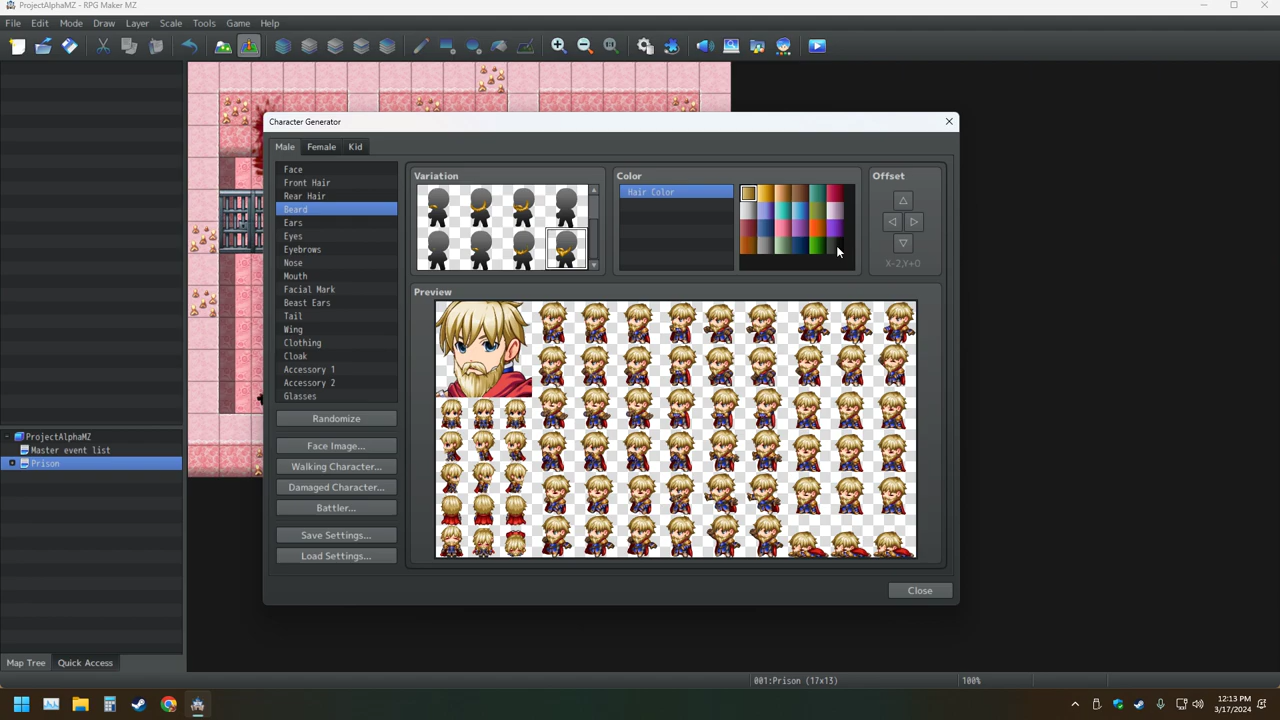 ProjectAlphaMZ - RPG Maker MZ
File Edit Mode Draw Layer Scale Tools Game Help
Character Generator
Male Female Kid
Face
Front Hair
Rear Hair
Beard
Ears
Eyes
Eyebrows
Nose
Mouth
Facial Mark
Beast Ears
Tail
Wing
Clothing
Cloak
Accessory 1
Accessory 2
Glasses
Randomize
Face Image...
Walking Character...
Damaged Character...
Battler...
Save Settings...
Load Settings...
Variation
Color
Hair Color
Offset
X-2,Y+0
Preview
Close
ProjectAlphaMZ
Master event list
Prison
Map Tree Quick Access
001:Prison (17x13) 100%
12:13 PM
3/17/2024